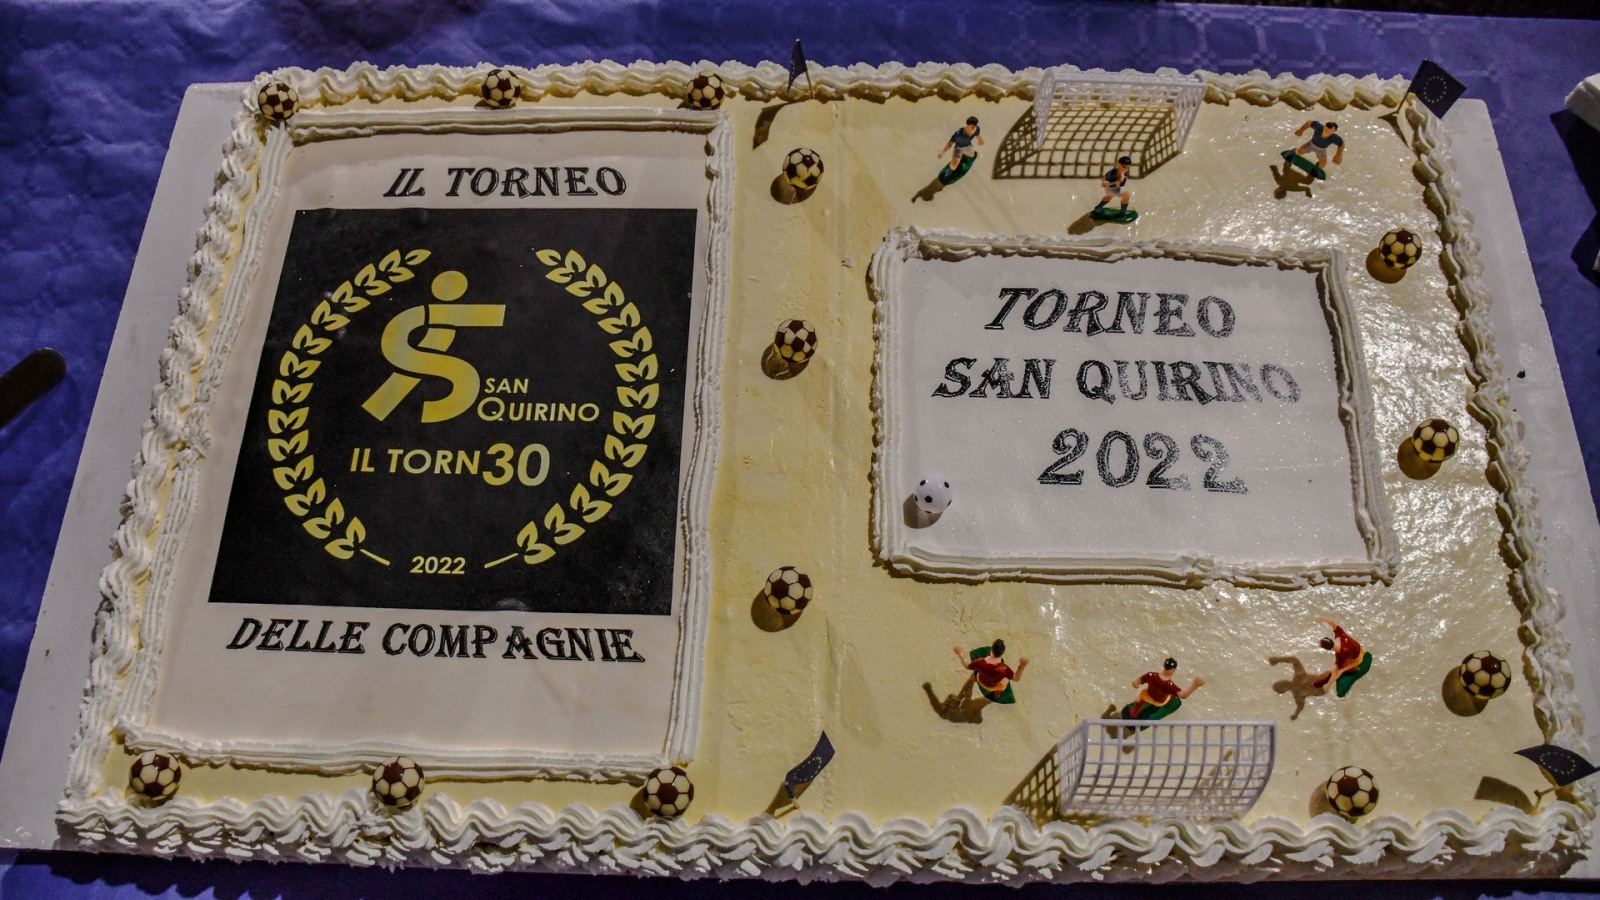 IL TORNEO
SAN
QUIRINO
IL TORN30
2022
DELLE COMPAGNIE
TORNEO
SAN QUIRINO
2022